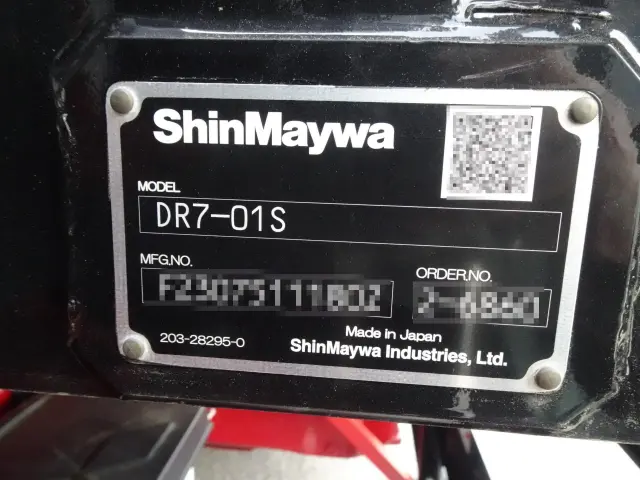 ShinMaywa
MODEL
DR7-01S
MFG.NO.
ORDER.NO.
203-28295-0
Made in Japan
ShinMaywa Industries, Ltd.